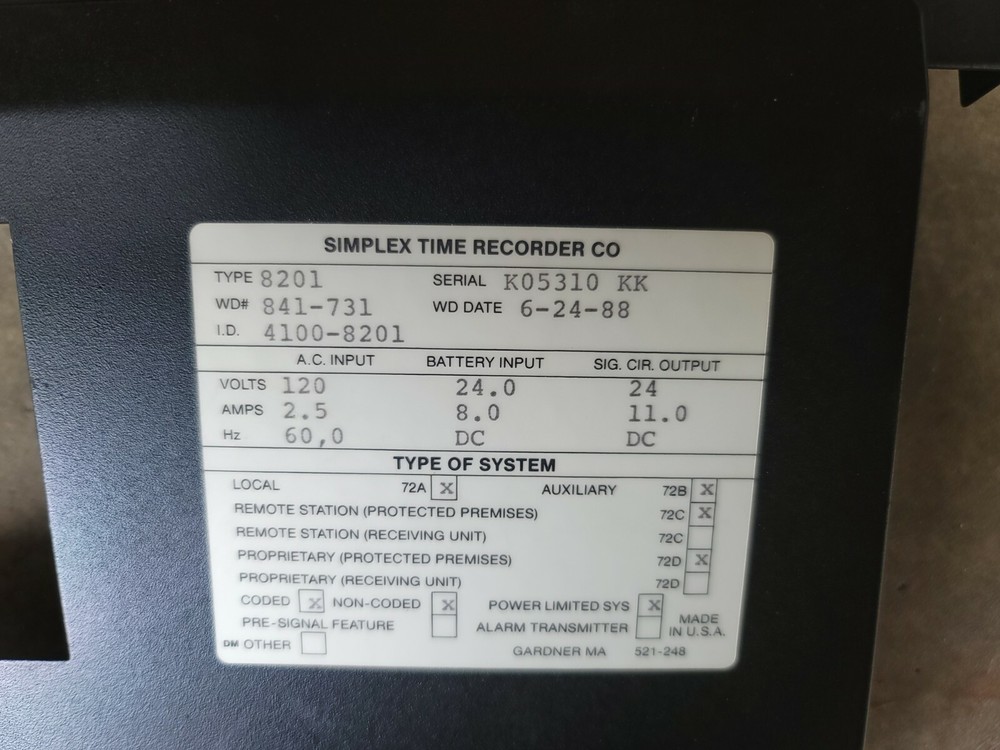 SIMPLEX TIME RECORDER CO
TYPE 8201 SERIAL K05310 KK
WD# 841-731 WD DATE 6-24-88
I.D. 4100-8201
A.C. INPUT BATTERY INPUT SIG. CIR. OUTPUT
VOLTS 120 24.0 24
AMPS 2.5 8.0 11.0
Hz 60,0 DC DC
TYPE OF SYSTEM
LOCAL 72A X AUXILIARY 72B X
REMOTE STATION (PROTECTED PREMISES) 72C X
REMOTE STATION (RECEIVING UNIT) 72C
PROPRIETARY (PROTECTED PREMISES) 72D X
PROPRIETARY (RECEIVING UNIT) 72D
CODED X NON-CODED X POWER LIMITED SYS X
PRE-SIGNAL FEATURE ALARM TRANSMITTER MADE IN U.S.A.
DM OTHER GARDNER MA 521-248